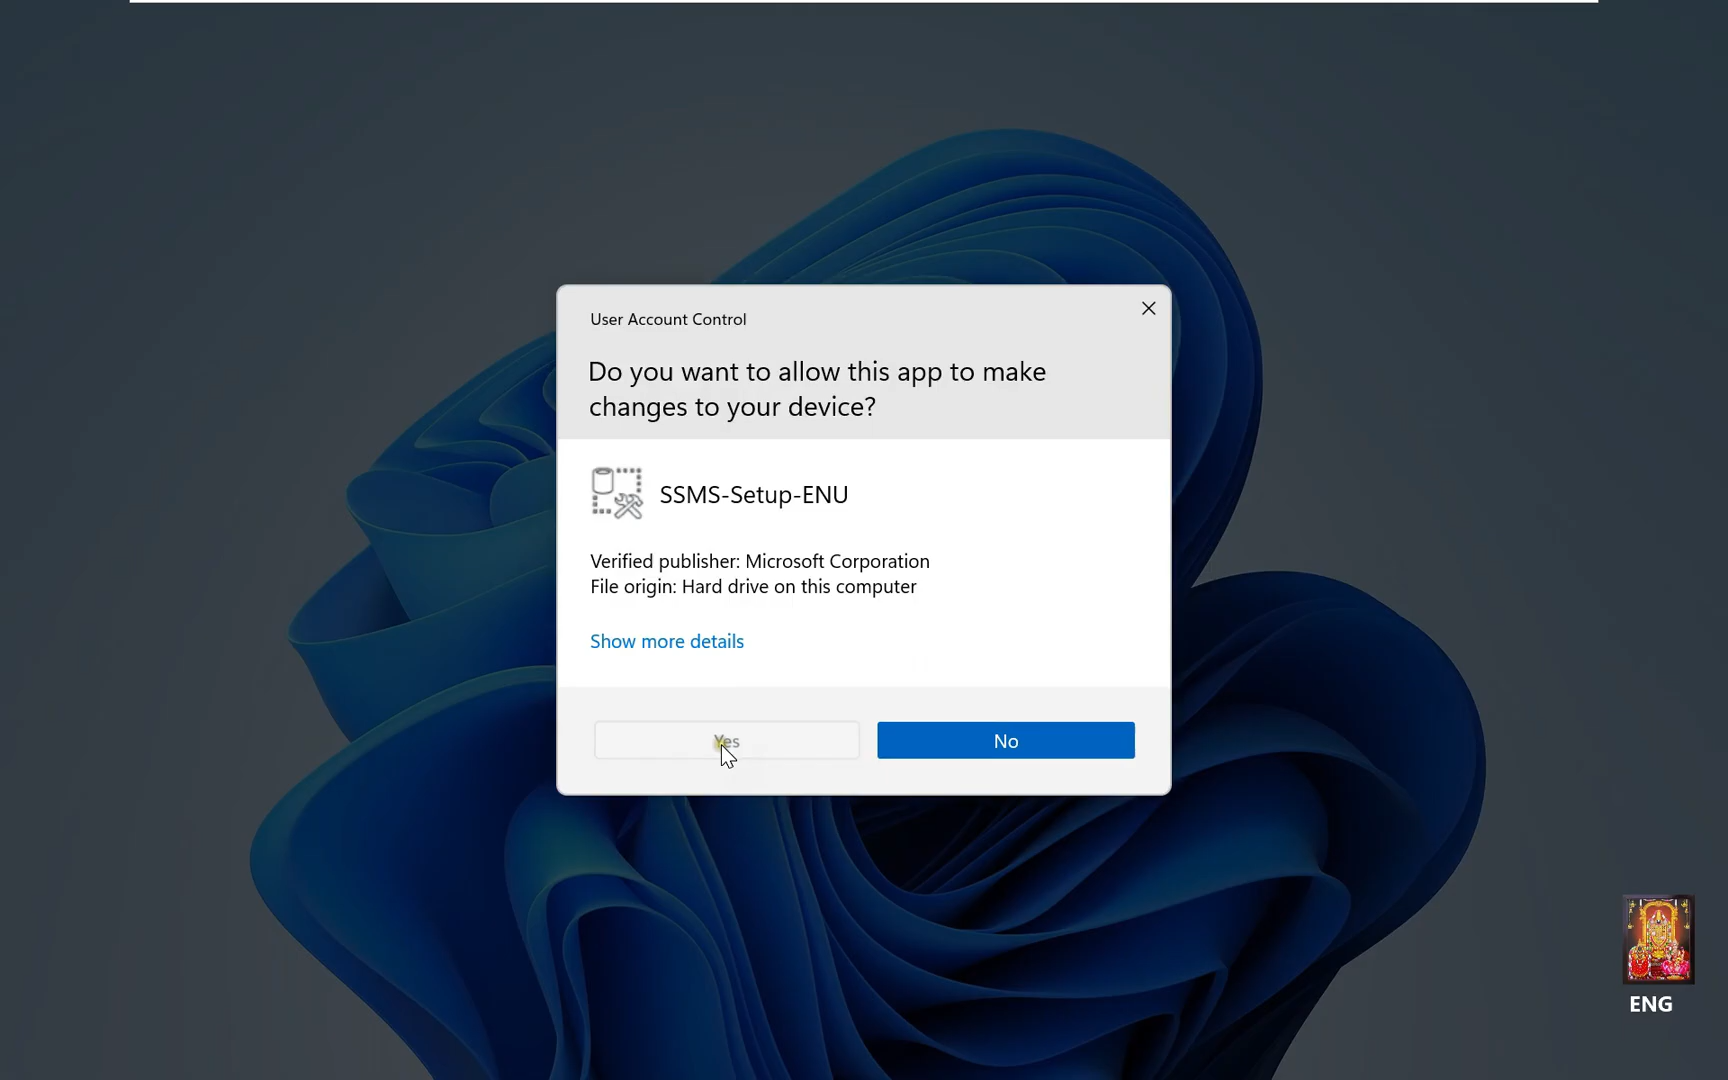 User Account Control
Do you want to allow this app to make
changes to your device?
SSMS-Setup-ENU
Verified publisher: Microsoft Corporation
File origin: Hard drive on this computer
Show more details
Yes
No
ENG